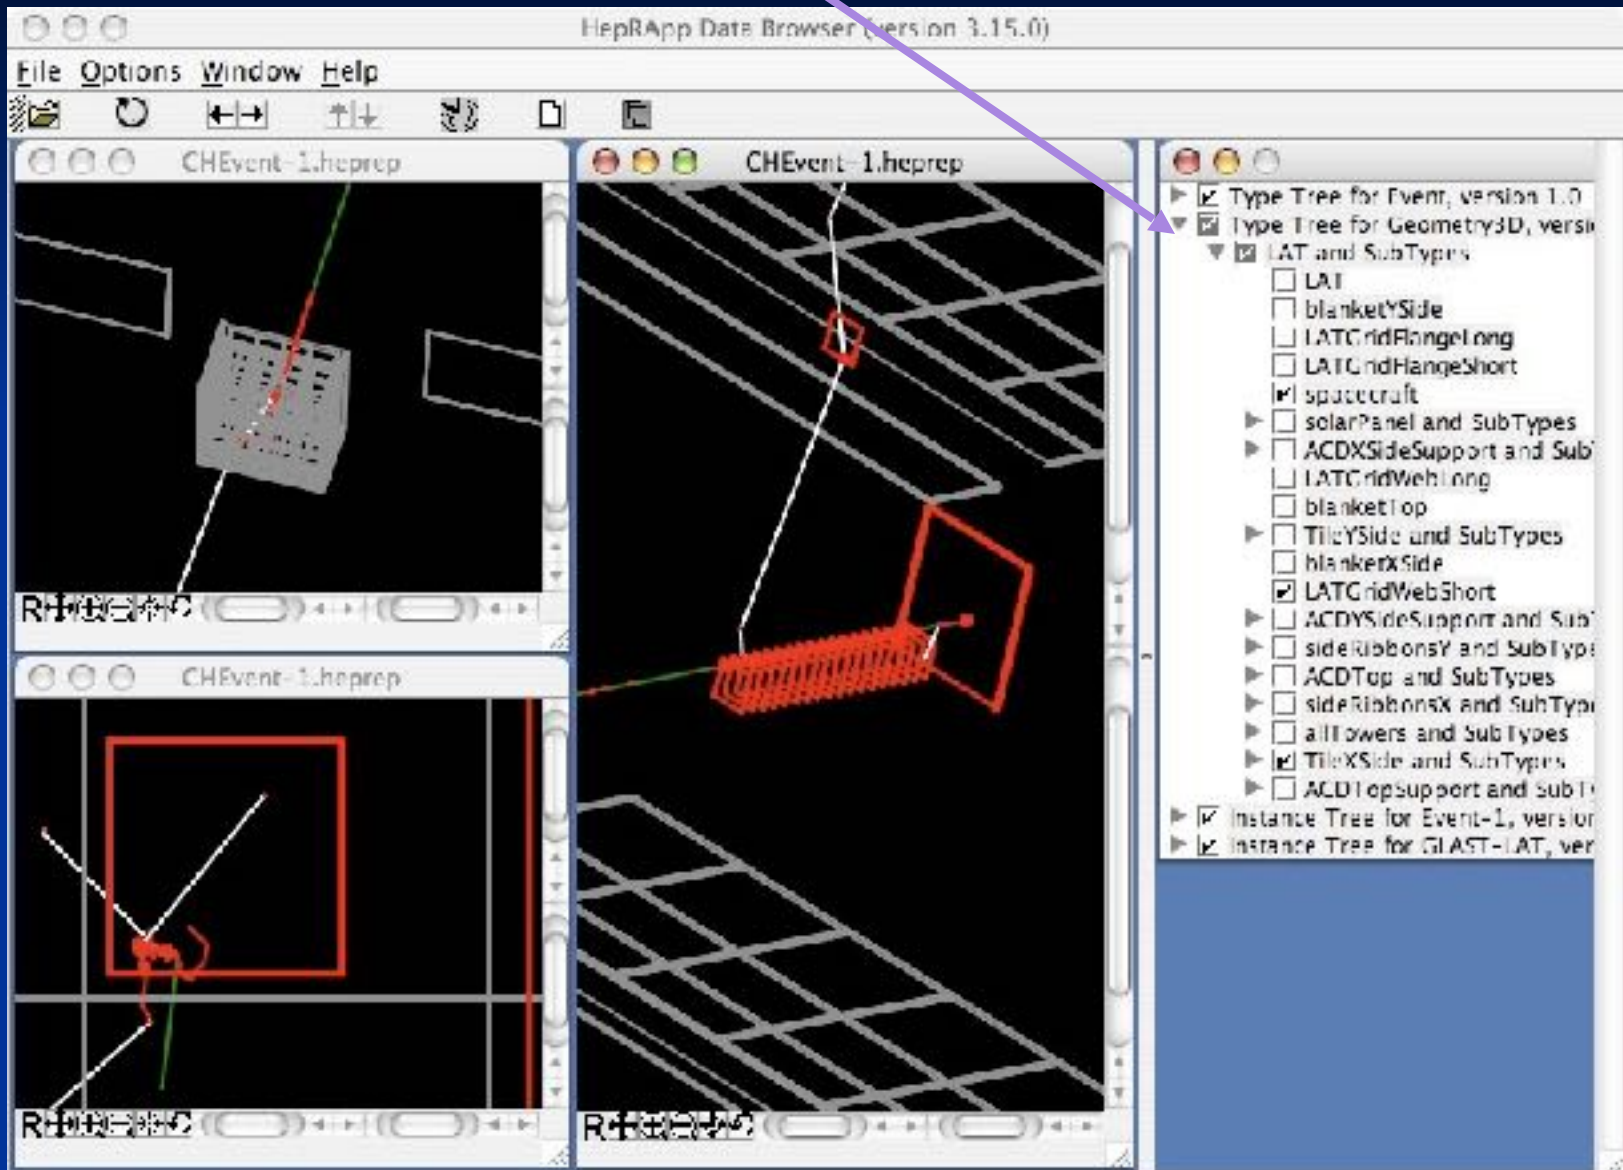 HepRApp Data Browser (version 3.15.0)
File Options Window Help
CHEvent-1.heprep
CHEvent-1.heprep
Type Tree for Event, version 1.0
Type Tree for Geometry3D, versi
LAT and SubTypes
LAT
blanketYSide
LATGridFlangeLong
LATGridFlangeShort
spacecraft
solarPanel and SubTypes
ACDXSideSupport and Sub
LATGridWebLong
blanketTop
TileYSide and SubTypes
blanketXSide
LATGridWebShort
ACDYSideSupport and Sub
sideRibbonsY and SubType
ACDTop and SubTypes
sideRibbonsX and SubType
allTowers and SubTypes
TileXSide and SubTypes
ACDTopSupport and SubT
Instance Tree for Event-1, version
Instance Tree for GLAST-LAT, ver
R
CHEvent-1.heprep
R
R